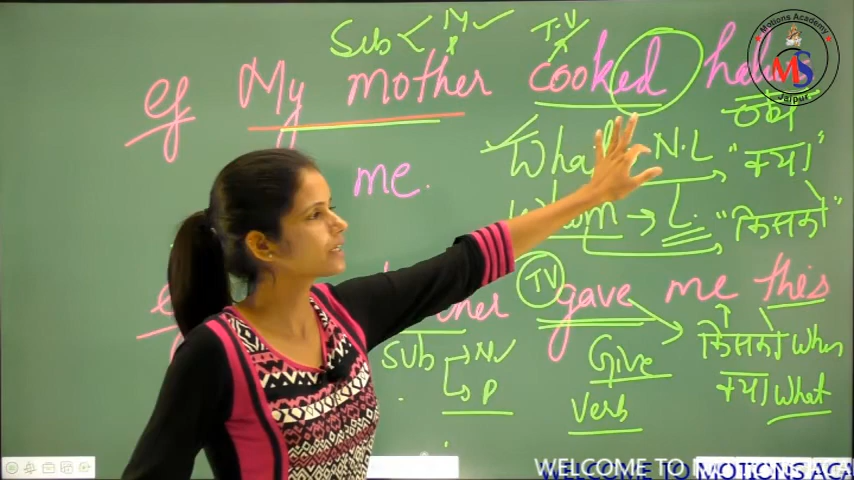 Sub N
P
T.V
eg My mother cooked
obj
me. What N.L "क्या"
Whom → L. "किसको"
TV gave me this
Sub N Give किसको When
P Verb क्या What
Motions Academy
MS
Jaipur
WELCOME TO MOTIONS ACA